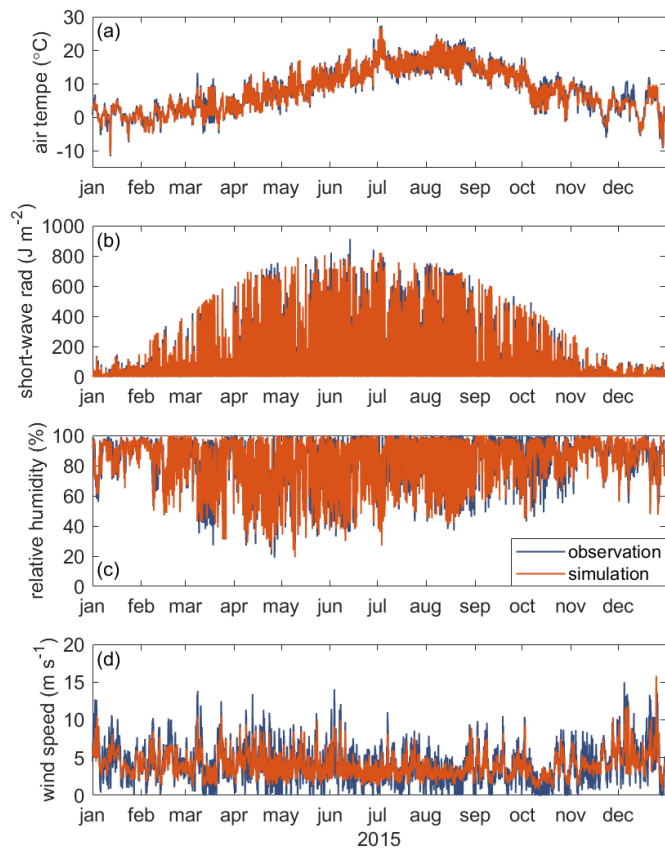 (a)
air tempe (°C)
30
20
10
0
-10
jan feb mar apr may jun jul aug sep oct nov dec
(b)
short-wave rad (J m⁻²)
1000
800
600
400
200
0
jan feb mar apr may jun jul aug sep oct nov dec
(c)
relative humidity (%)
100
80
60
40
20
0
observation
simulation
jan feb mar apr may jun jul aug sep oct nov dec
(d)
wind speed (m s⁻¹)
20
15
10
5
0
jan feb mar apr may jun jul aug sep oct nov dec
2015